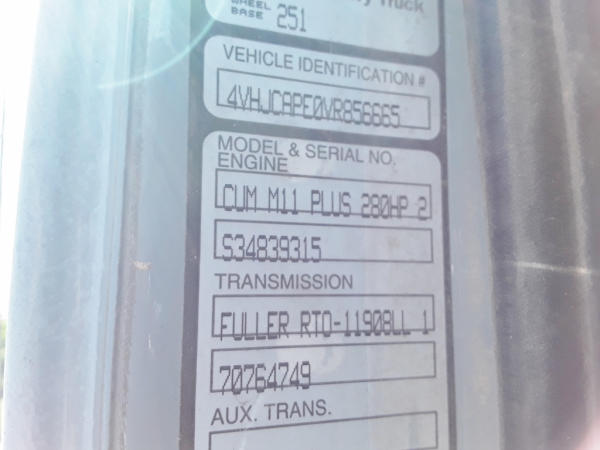 Truck
WHEEL
BASE 251
VEHICLE IDENTIFICATION #
4VHJCAPE0VR856665
MODEL & SERIAL NO.
ENGINE
CUM M11 PLUS 280HP 2
S34839315
TRANSMISSION
FULLER RTO-11908LL 1
70764749
AUX. TRANS.